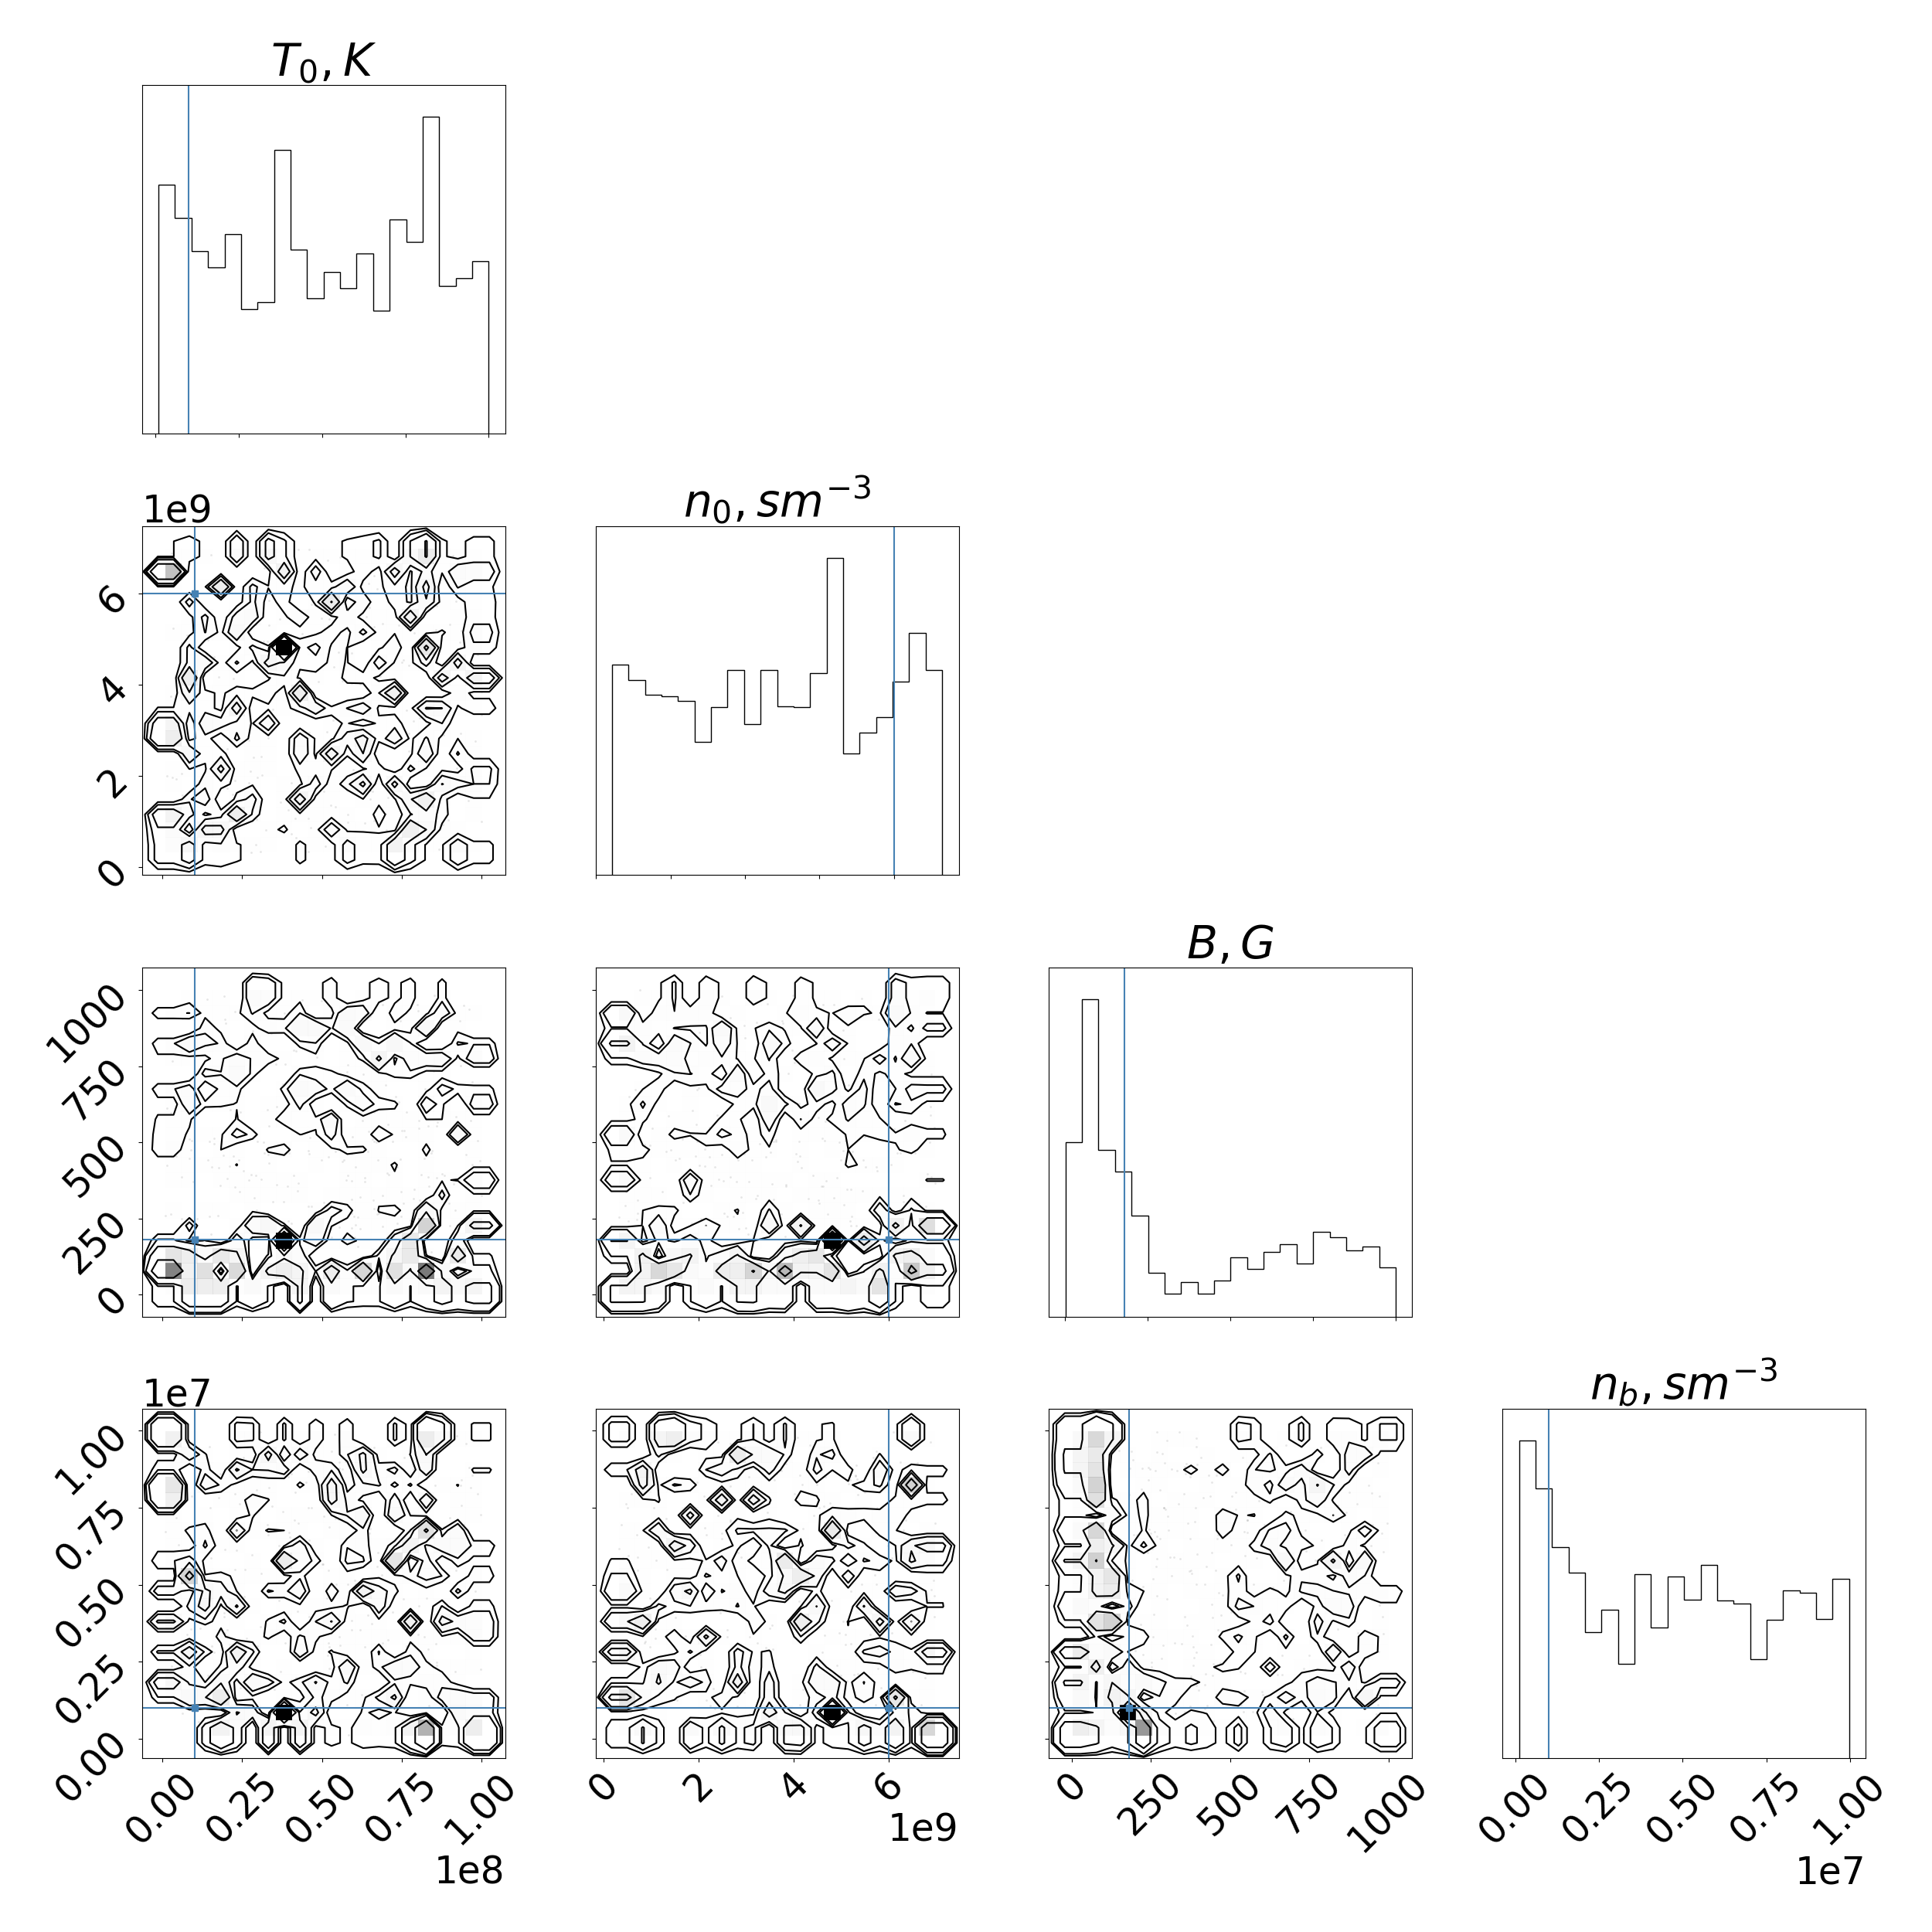 T₀, K
1e9
n₀, sm⁻³
6
4
2
0
B, G
1000
750
500
250
0
1e7
n_b, sm⁻³
1.00
0.75
0.50
0.25
0.00
0.00 0.25 0.50 0.75 1.00
0 2 4 6
0 250 500 750 1000
0.00 0.25 0.50 0.75 1.00
1e8
1e9
1e7